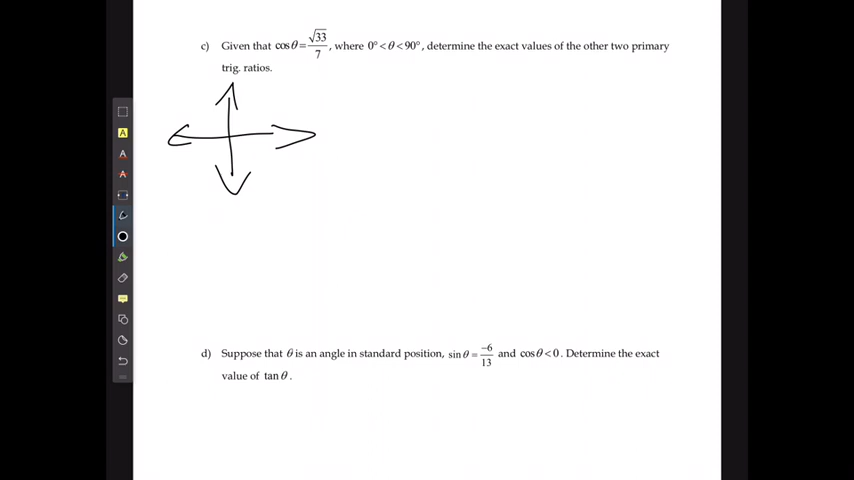 c) Given that cos θ = √33/7, where 0° < θ < 90°, determine the exact values of the other two primary
trig. ratios.
A
A
A
d) Suppose that θ is an angle in standard position, sin θ = −6/13 and cos θ < 0. Determine the exact
value of tan θ.